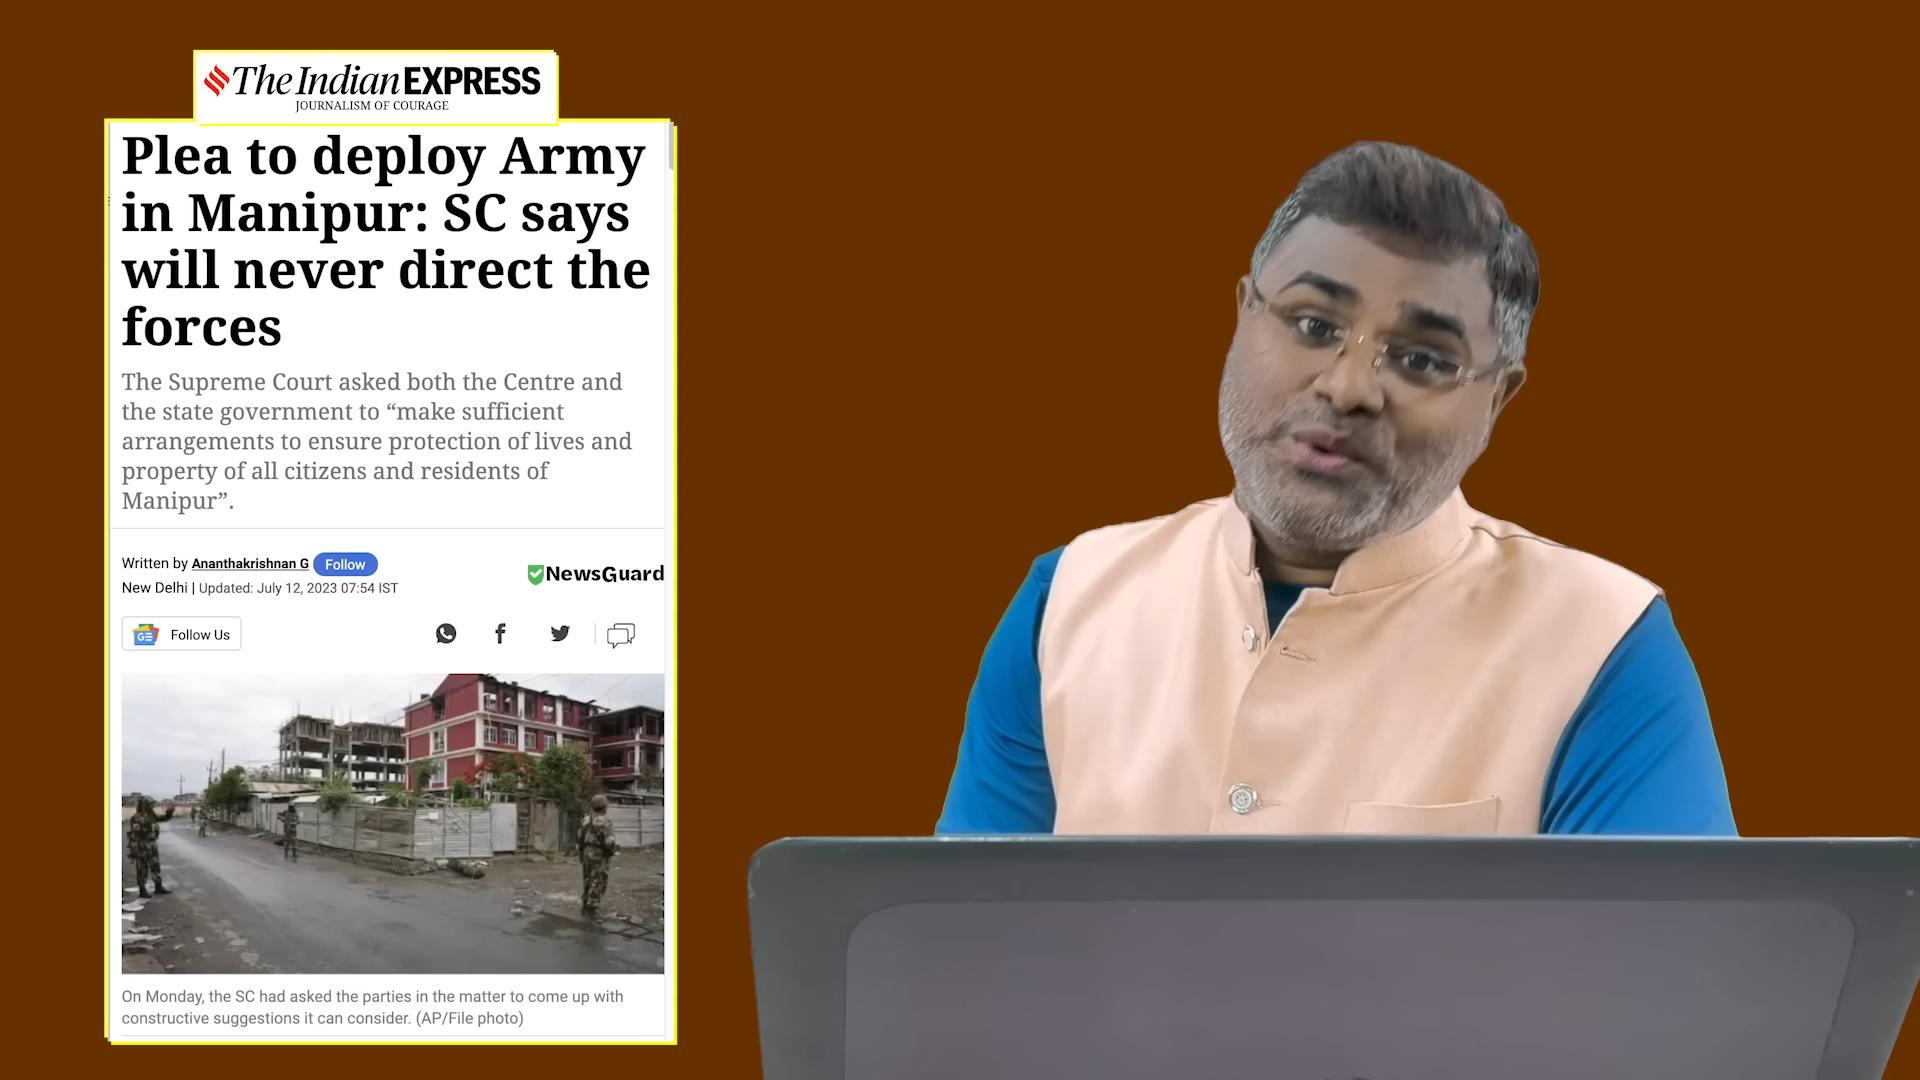 The Indian EXPRESS
JOURNALISM OF COURAGE
Plea to deploy Army
in Manipur: SC says
will never direct the
forces
The Supreme Court asked both the Centre and
the state government to “make sufficient
arrangements to ensure protection of lives and
property of all citizens and residents of
Manipur”.
Written by Ananthakrishnan G Follow
NewsGuard
New Delhi | Updated: July 12, 2023 07:54 IST
GE Follow Us
On Monday, the SC had asked the parties in the matter to come up with
constructive suggestions it can consider. (AP/File photo)